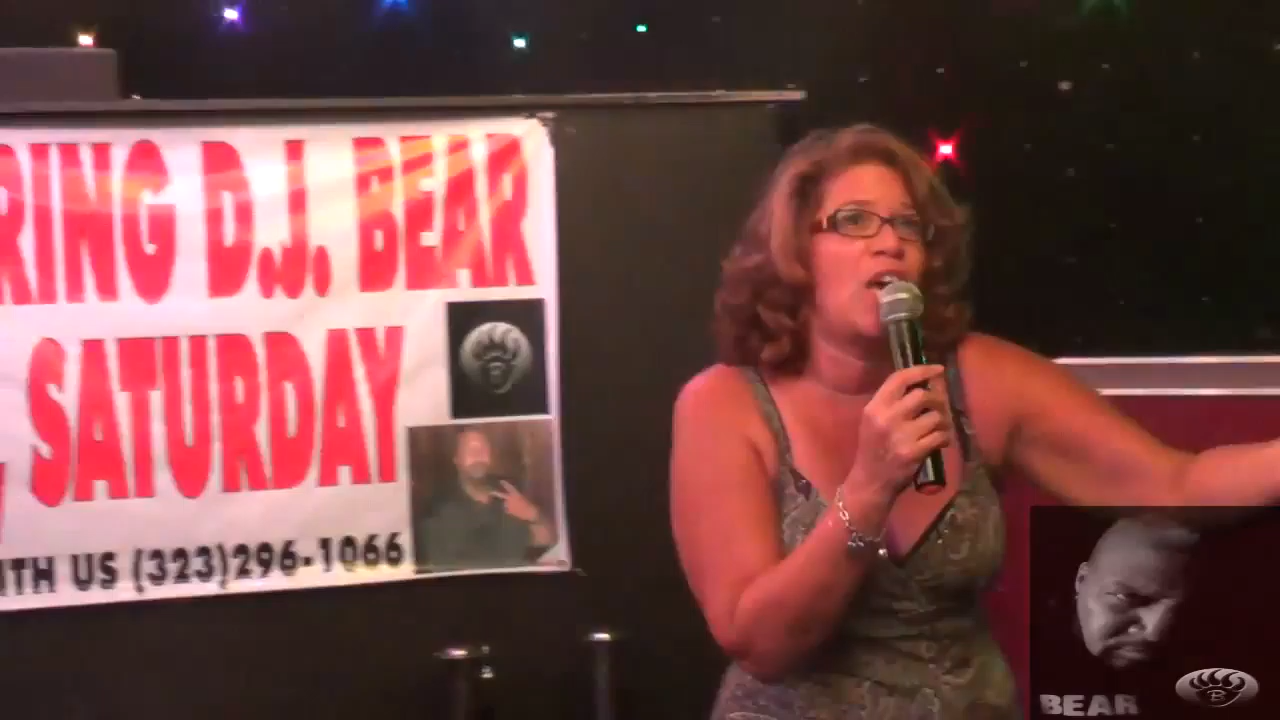 RING D.J. BEAR
SATURDAY
ITH US (323)296-1066
BEAR
B